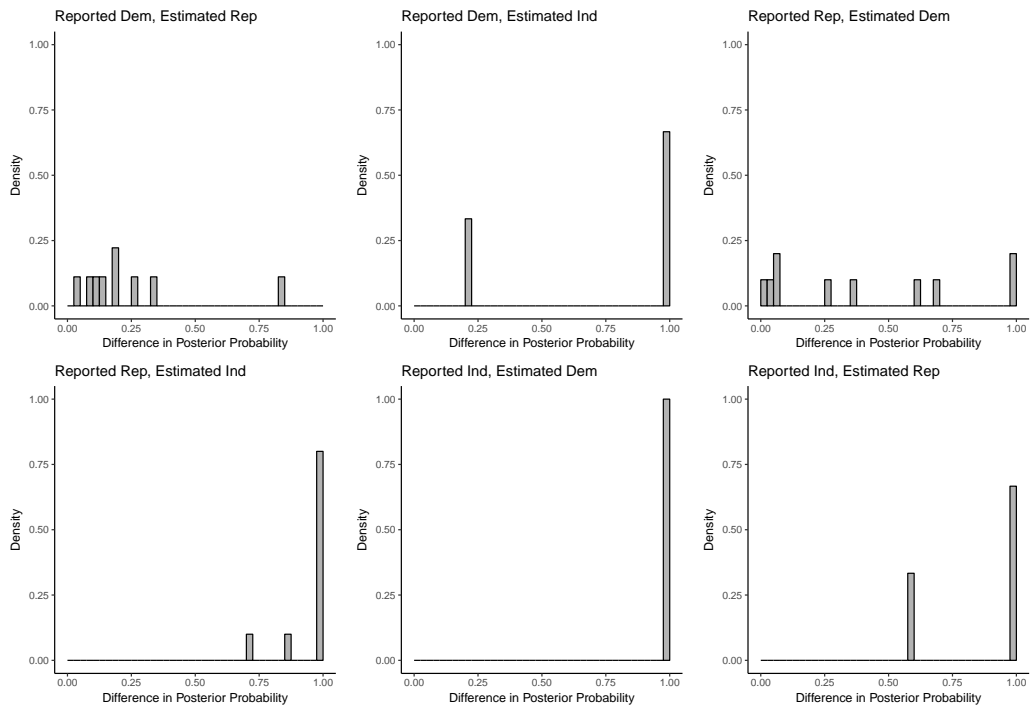 Reported Dem, Estimated Rep
1.00
0.75
0.50
0.25
0.00
Density
0.00 0.25 0.50 0.75 1.00
Difference in Posterior Probability
Reported Dem, Estimated Ind
1.00
0.75
0.50
0.25
0.00
Density
0.00 0.25 0.50 0.75 1.00
Difference in Posterior Probability
Reported Rep, Estimated Dem
1.00
0.75
0.50
0.25
0.00
Density
0.00 0.25 0.50 0.75 1.00
Difference in Posterior Probability
Reported Rep, Estimated Ind
1.00
0.75
0.50
0.25
0.00
Density
0.00 0.25 0.50 0.75 1.00
Difference in Posterior Probability
Reported Ind, Estimated Dem
1.00
0.75
0.50
0.25
0.00
Density
0.00 0.25 0.50 0.75 1.00
Difference in Posterior Probability
Reported Ind, Estimated Rep
1.00
0.75
0.50
0.25
0.00
Density
0.00 0.25 0.50 0.75 1.00
Difference in Posterior Probability